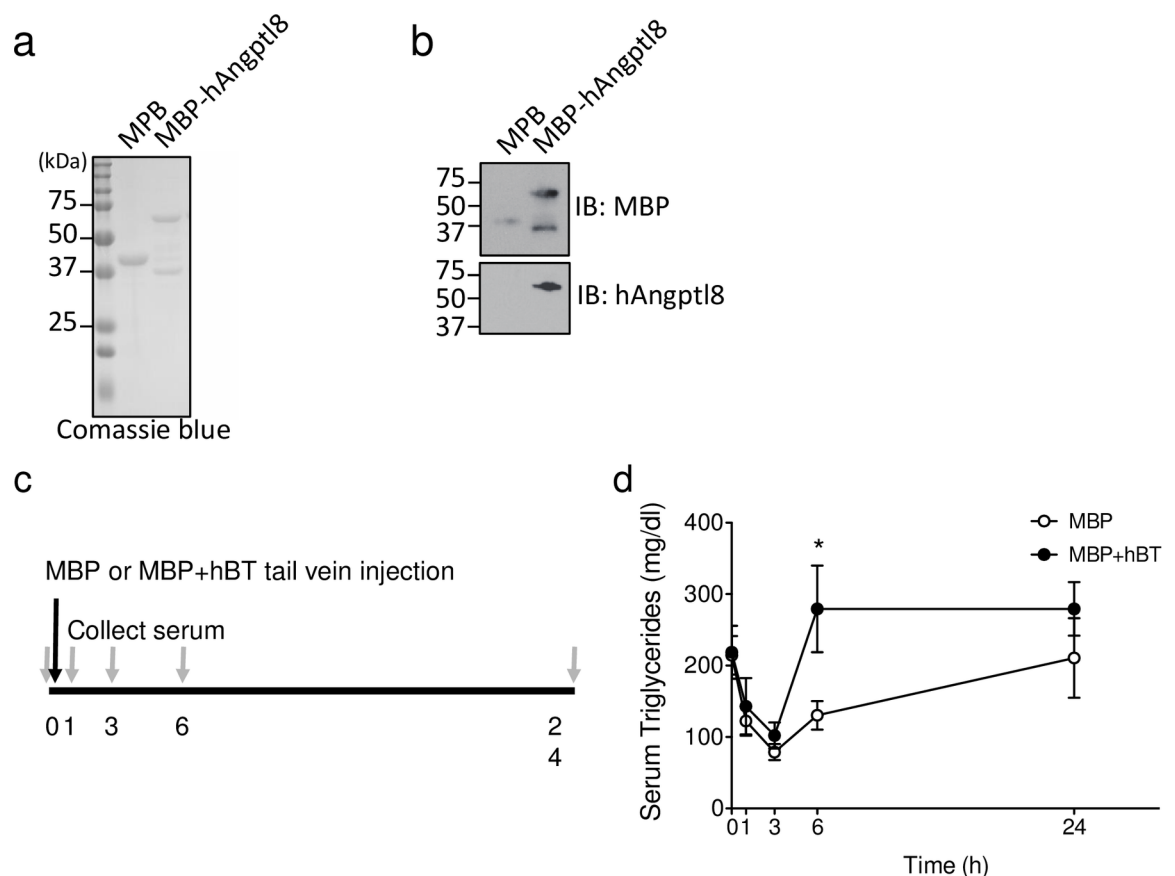 a
MPB
MBP-hAngptl8
(kDa)
75
50
37
25
Comassie blue
b
MPB
MBP-hAngptl8
75
50
37
IB: MBP
75
50
37
IB: hAngptl8
c
MBP or MBP+hBT tail vein injection
Collect serum
0 1 3 6 2
4
d
Serum Triglycerides (mg/dl)
400
300
200
100
0
*
MBP
MBP+hBT
0 1 3 6 24
Time (h)